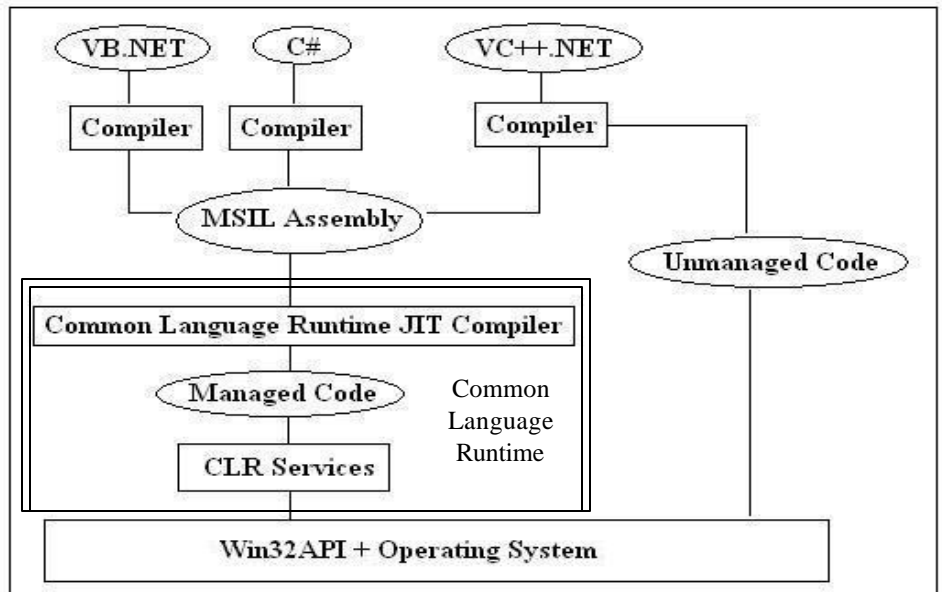 VB.NET
C#
VC++.NET
Compiler
Compiler
Compiler
MSIL Assembly
Unmanaged Code
Common Language Runtime JIT Compiler
Managed Code
Common
Language
Runtime
CLR Services
Win32API + Operating System